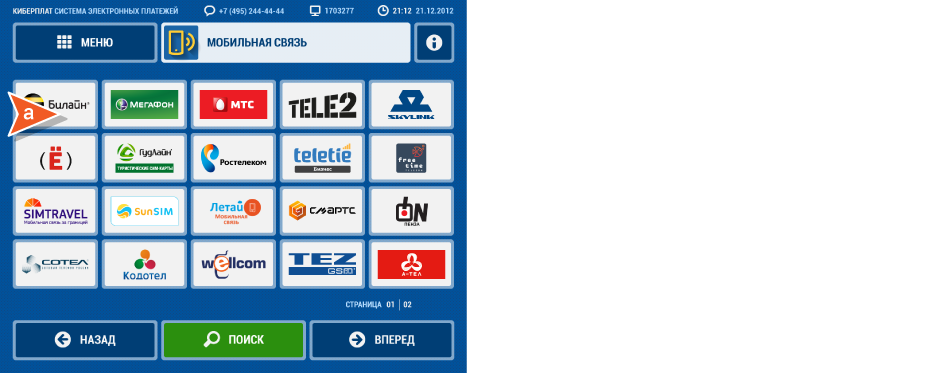 КИБЕРПЛАТ СИСТЕМА ЭЛЕКТРОННЫХ ПЛАТЕЖЕЙ +7 (495) 244-44-44 1703277 21:12 21.12.2012
МЕНЮ МОБИЛЬНАЯ СВЯЗЬ i
a Билайн® МЕГАФОН МТС TELE2 SKYLINK
(Ё) ГудЛайн Ростелеком teletie free
ТУРИСТИЧЕСКИЕ СИМ-КАРТЫ Бизнес time
SIMTRAVEL SunSIM Летай СМАРТС ON
Мобильная связь за границей Мобильная связь ПЕНЗА
СОТЕЛ Кодотел wellcom TEZ GSM А-ТЕЛ
СТРАНИЦА 01 | 02
НАЗАД ПОИСК ВПЕРЕД